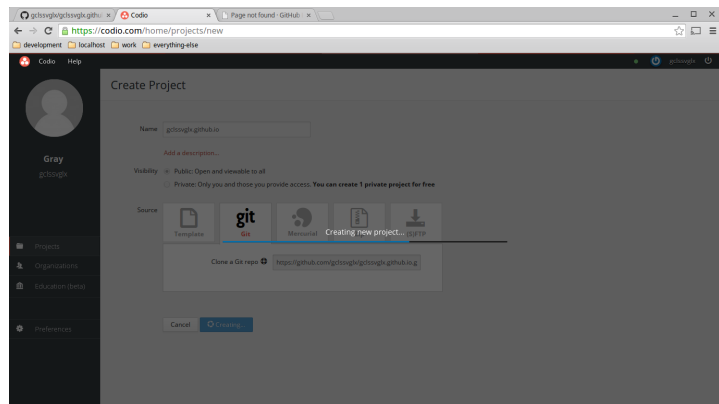 gclssvglx/gclssvglx.githu
Codio
Page not found · GitHub
https://codio.com/home/projects/new
development
localhost
work
everything-else
Codio
Help
gclssvglx
Create Project
Gray
gclssvglx
Projects
Organizations
Education (beta)
Preferences
Name
gclssvglx.github.io
Add a description...
Visibility
Public: Open and viewable to all
Private: Only you and those you provide access. You can create 1 private project for free
Source
Template
git
Git
Mercurial
(S)FTP
Creating new project...
Clone a Git repo
https://github.com/gclssvglx/gclssvglx.github.io.g
Cancel
Creating...